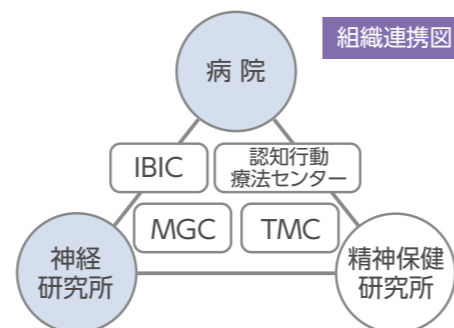 組織連携図
病院
IBIC
認知行動
療法センター
MGC
TMC
神経
研究所
精神保健
研究所